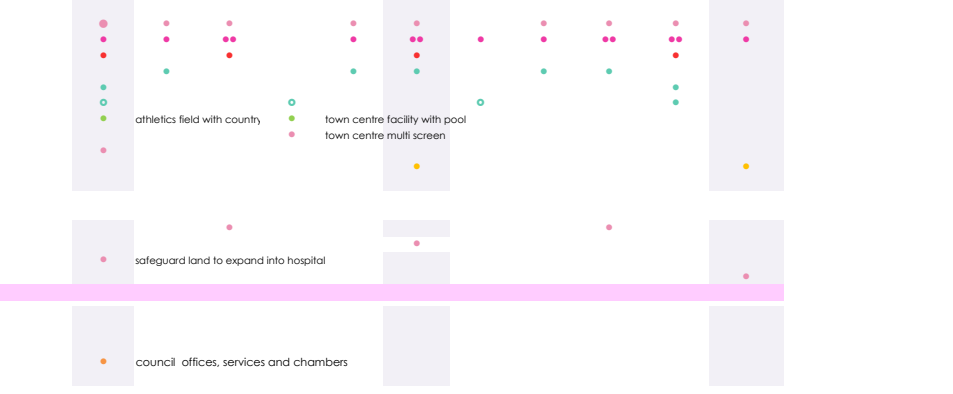 athletics field with country
town centre facility with pool
town centre multi screen
safeguard land to expand into hospital
council offices, services and chambers